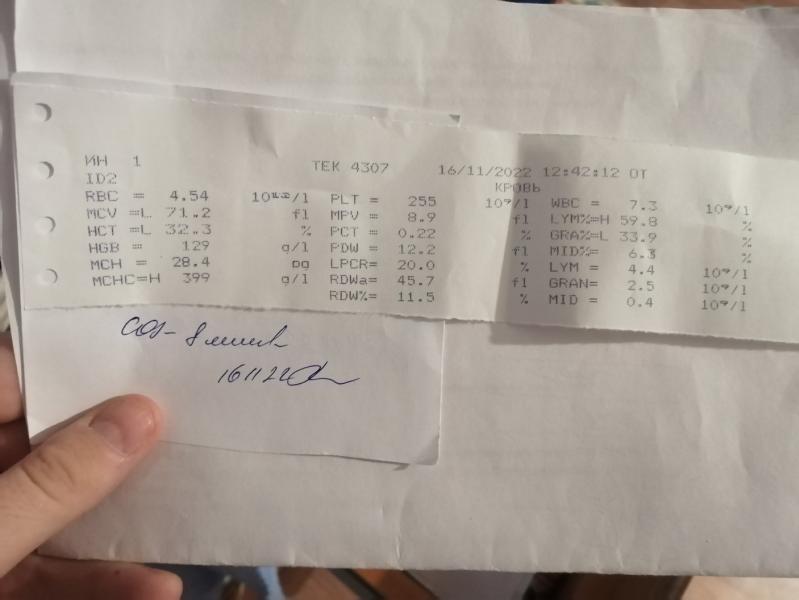 ИН 1 ТЕК 4307 16/11/2022 12:42:12 ОТ
ID2 КРОВЬ
RBC = 4.54 10¹²/l PLT = 255 10⁹/l WBC = 7.3 10⁹/l
MCV =L 71.2 fl MPV = 8.9 fl LYM%=H 59.8 %
HCT =L 32.3 % PCT = 0.22 % GRA%=L 33.9 %
HGB = 129 g/l PDW = 12.2 fl MID%= 6.3 %
MCH = 28.4 pg LPCR= 20.0 % LYM = 4.4 10⁹/l
MCHC=H 399 g/l RDWa= 45.7 fl GRAN= 2.5 10⁹/l
RDW%= 11.5 % MID = 0.4 10⁹/l
СОЭ- 8 мм/ч
16 11 22